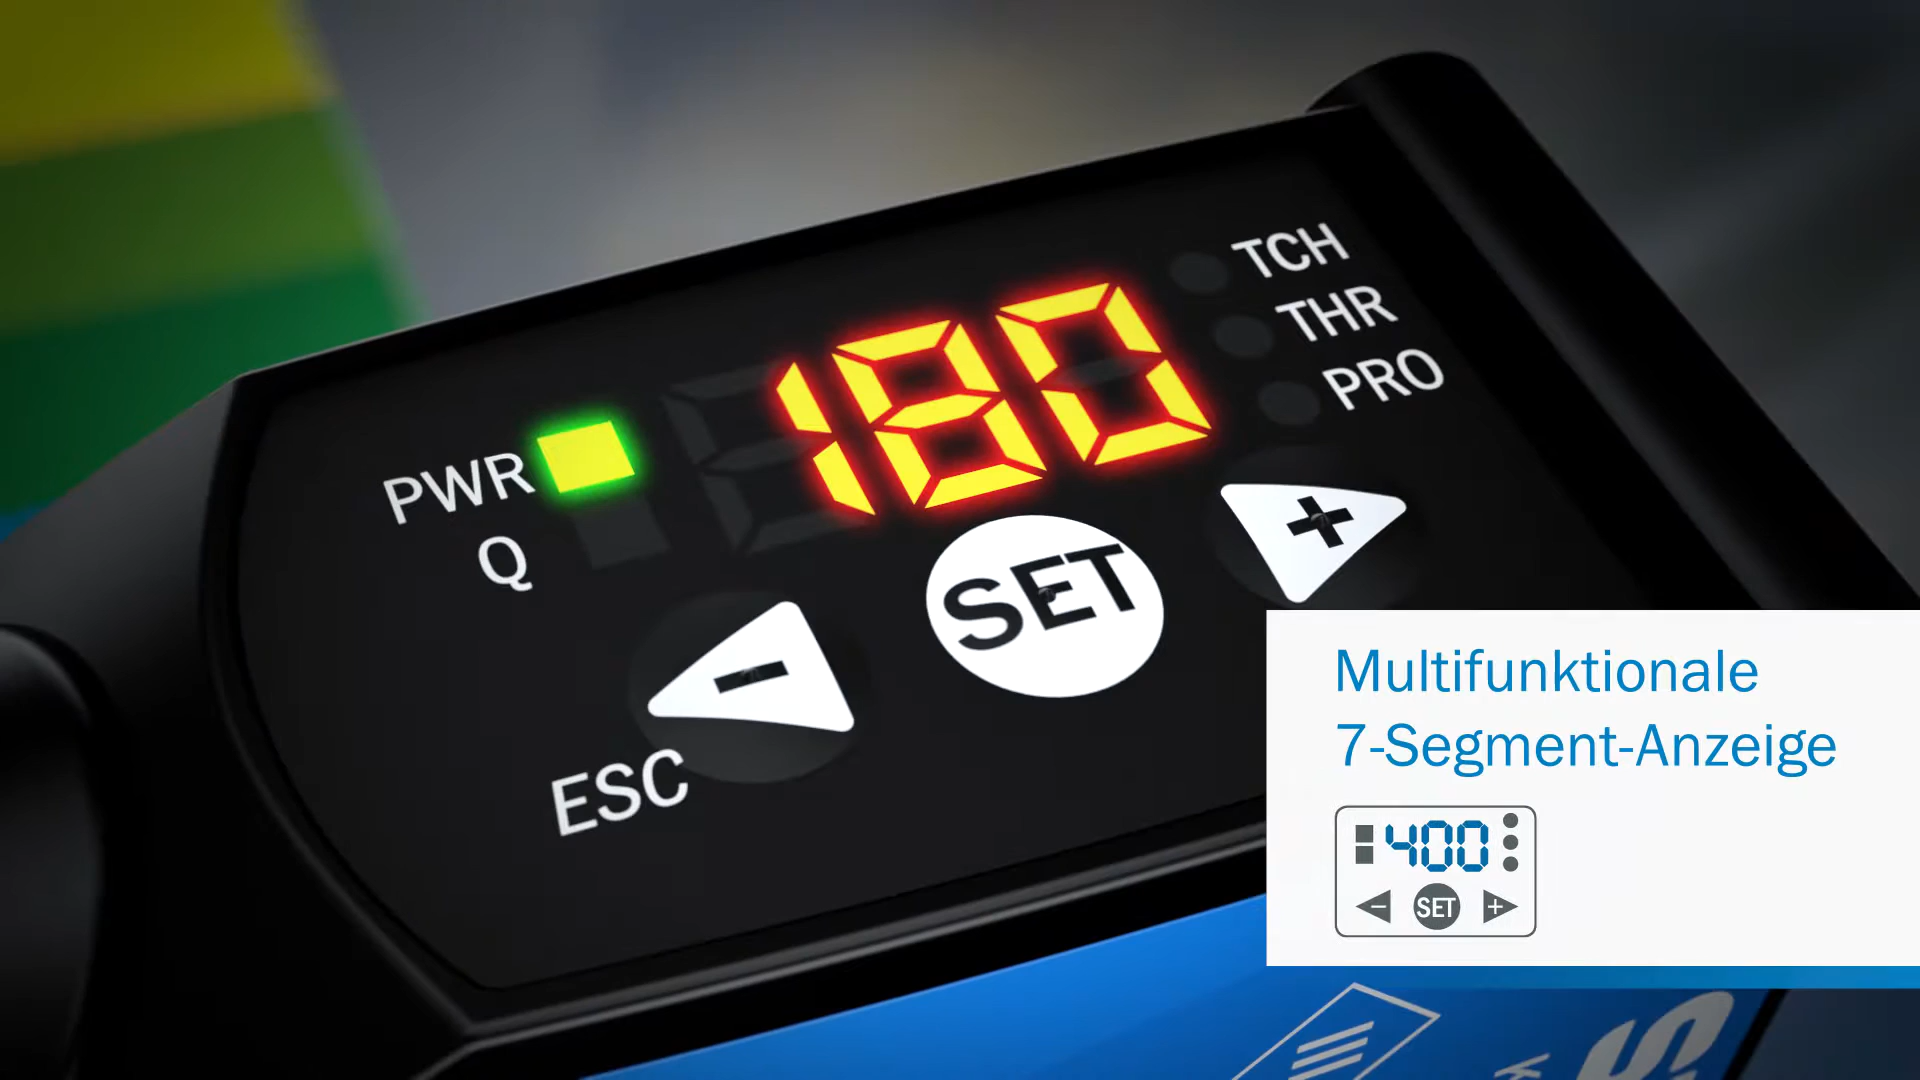 TCH
180
THR
PRO
PWR
Q
- SET +
ESC
Multifunktionale
7-Segment-Anzeige
400
- SET +